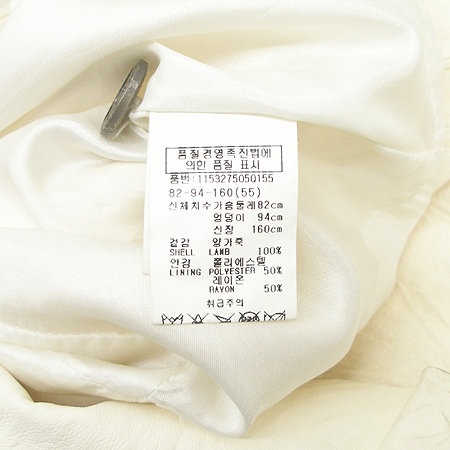 품질경영촉진법에
의한 품질 표시
품번:1153275050155
82-94-160(55)
신체치수가슴둘레82cm
엉덩이 94cm
신장 160cm
겉감 양가죽
SHELL LAMB 100%
안감 폴리에스텔
LINING POLYESTER 50%
레이온
RAYON 50%
취급주의